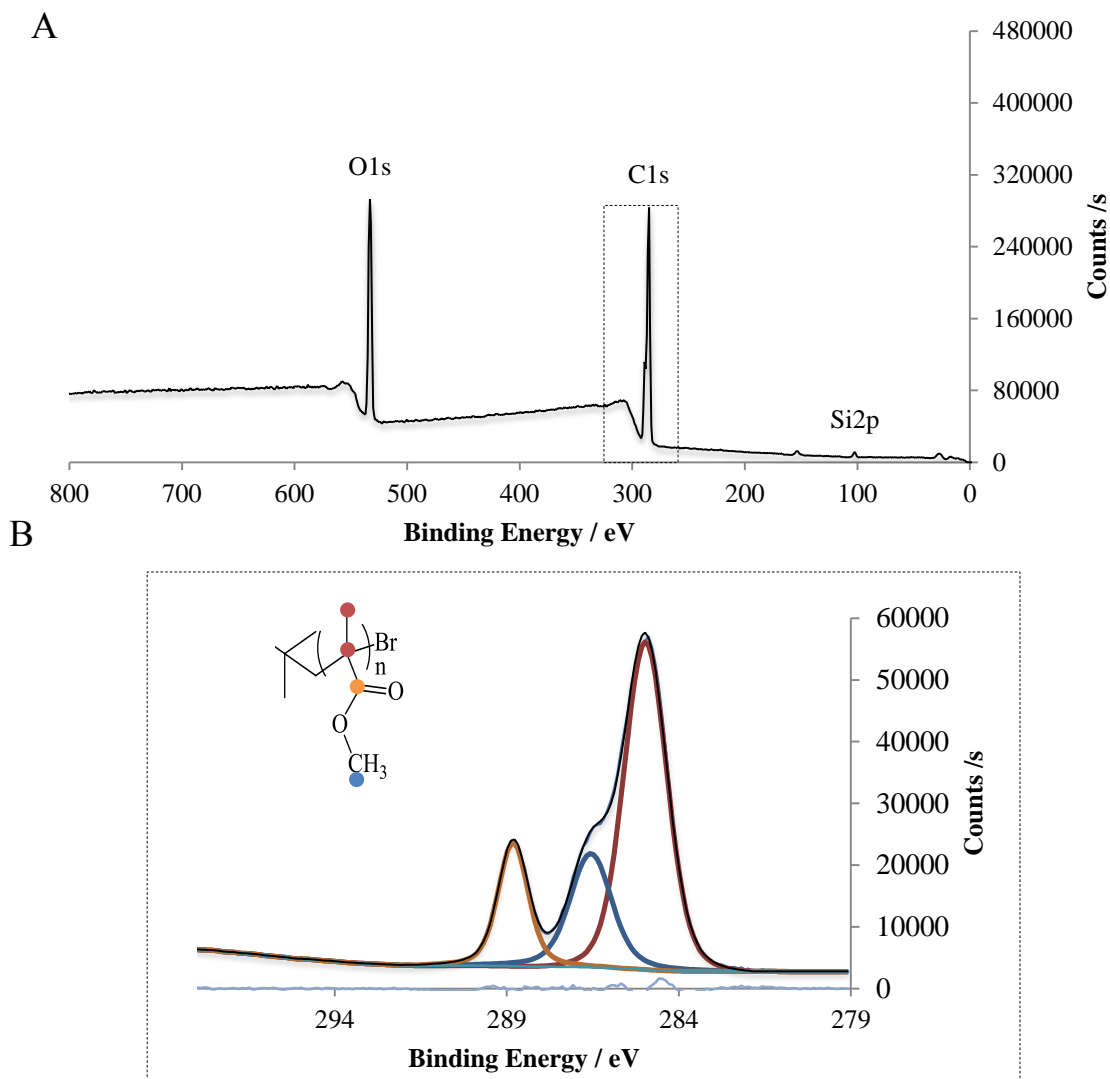 A
480000
400000
320000
240000
160000
80000
0
Counts /s
O1s
C1s
Si2p
800 700 600 500 400 300 200 100 0
Binding Energy / eV
B
Br
n
O
O
CH3
60000
50000
40000
30000
20000
10000
0
Counts /s
294 289 284 279
Binding Energy / eV